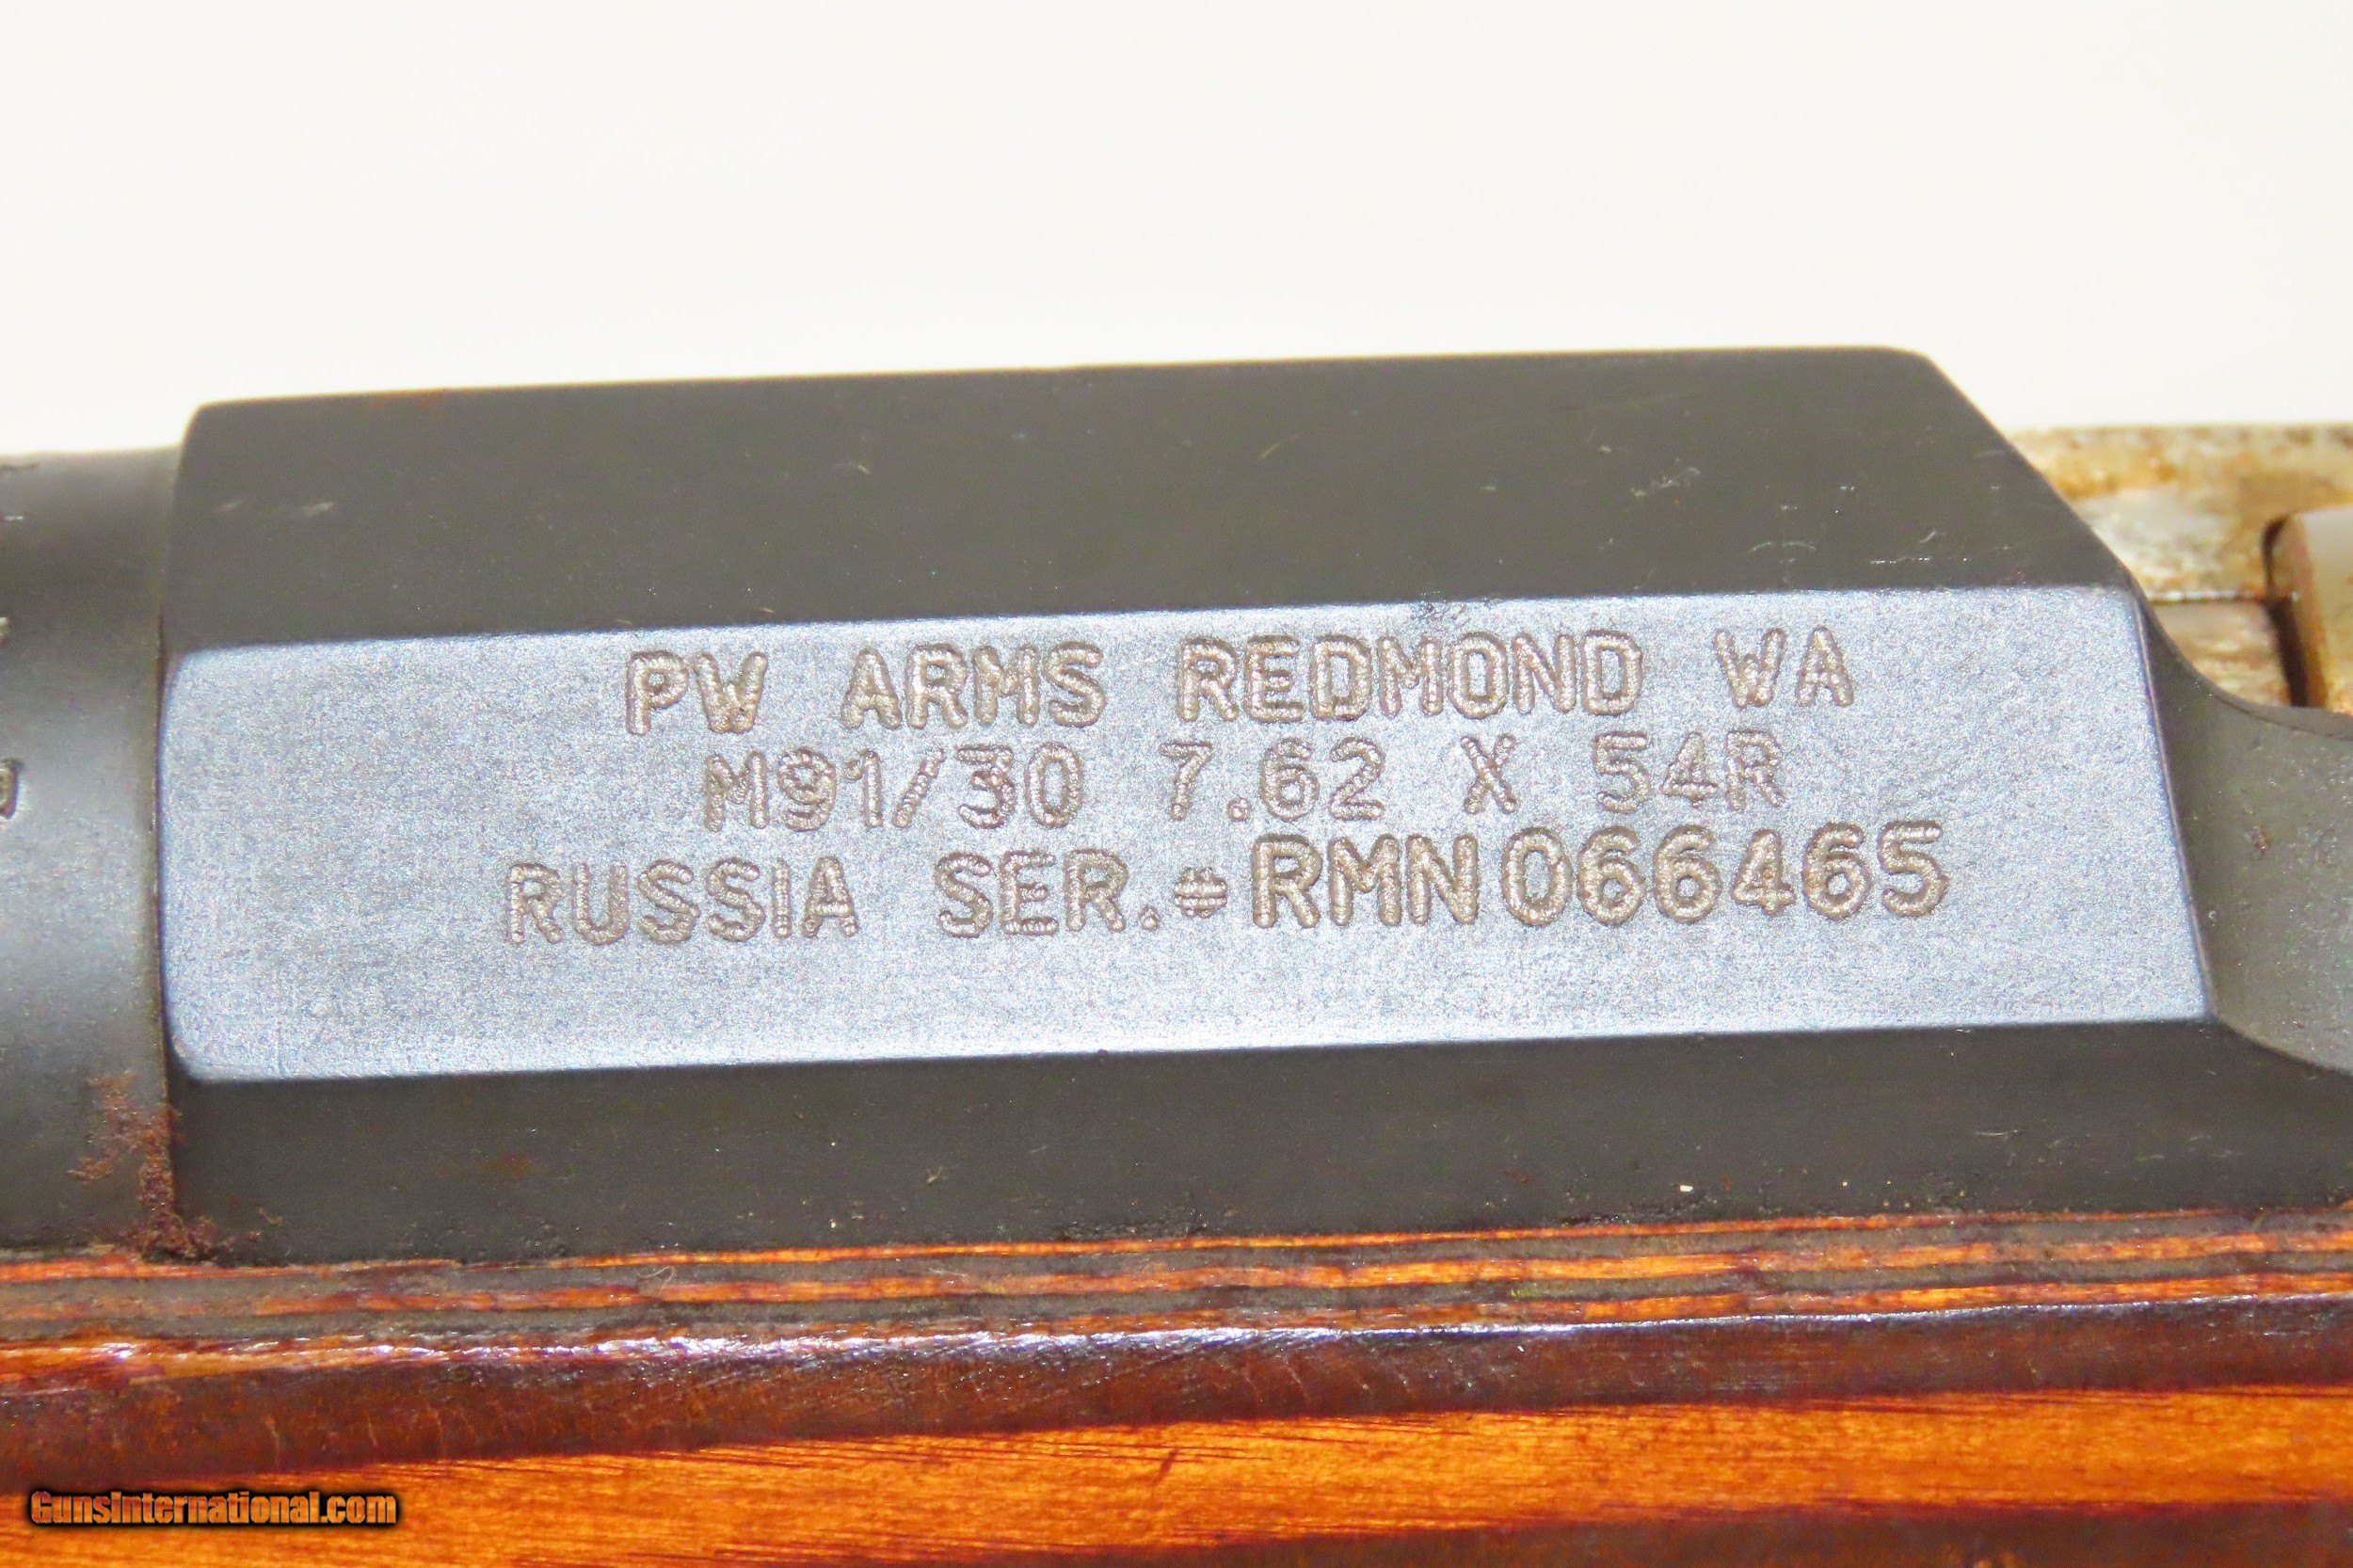 PW ARMS REDMOND WA
M91/30 7.62 X 54R
RUSSIA SER.#RMN066465
GunsInternational.com